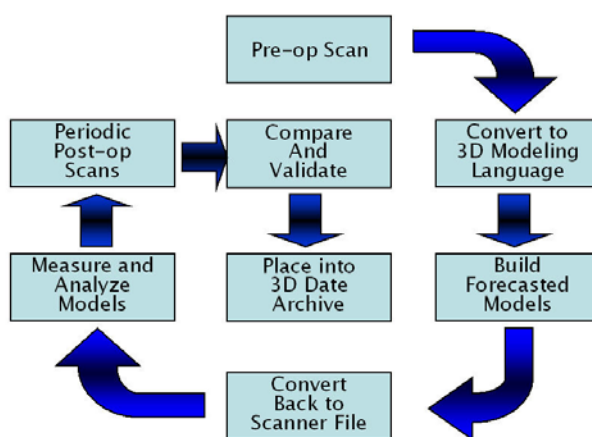 Pre-op Scan
Periodic
Post-op
Scans
Compare
And
Validate
Convert to
3D Modeling
Language
Measure and
Analyze
Models
Place into
3D Date
Archive
Build
Forecasted
Models
Convert
Back to
Scanner File